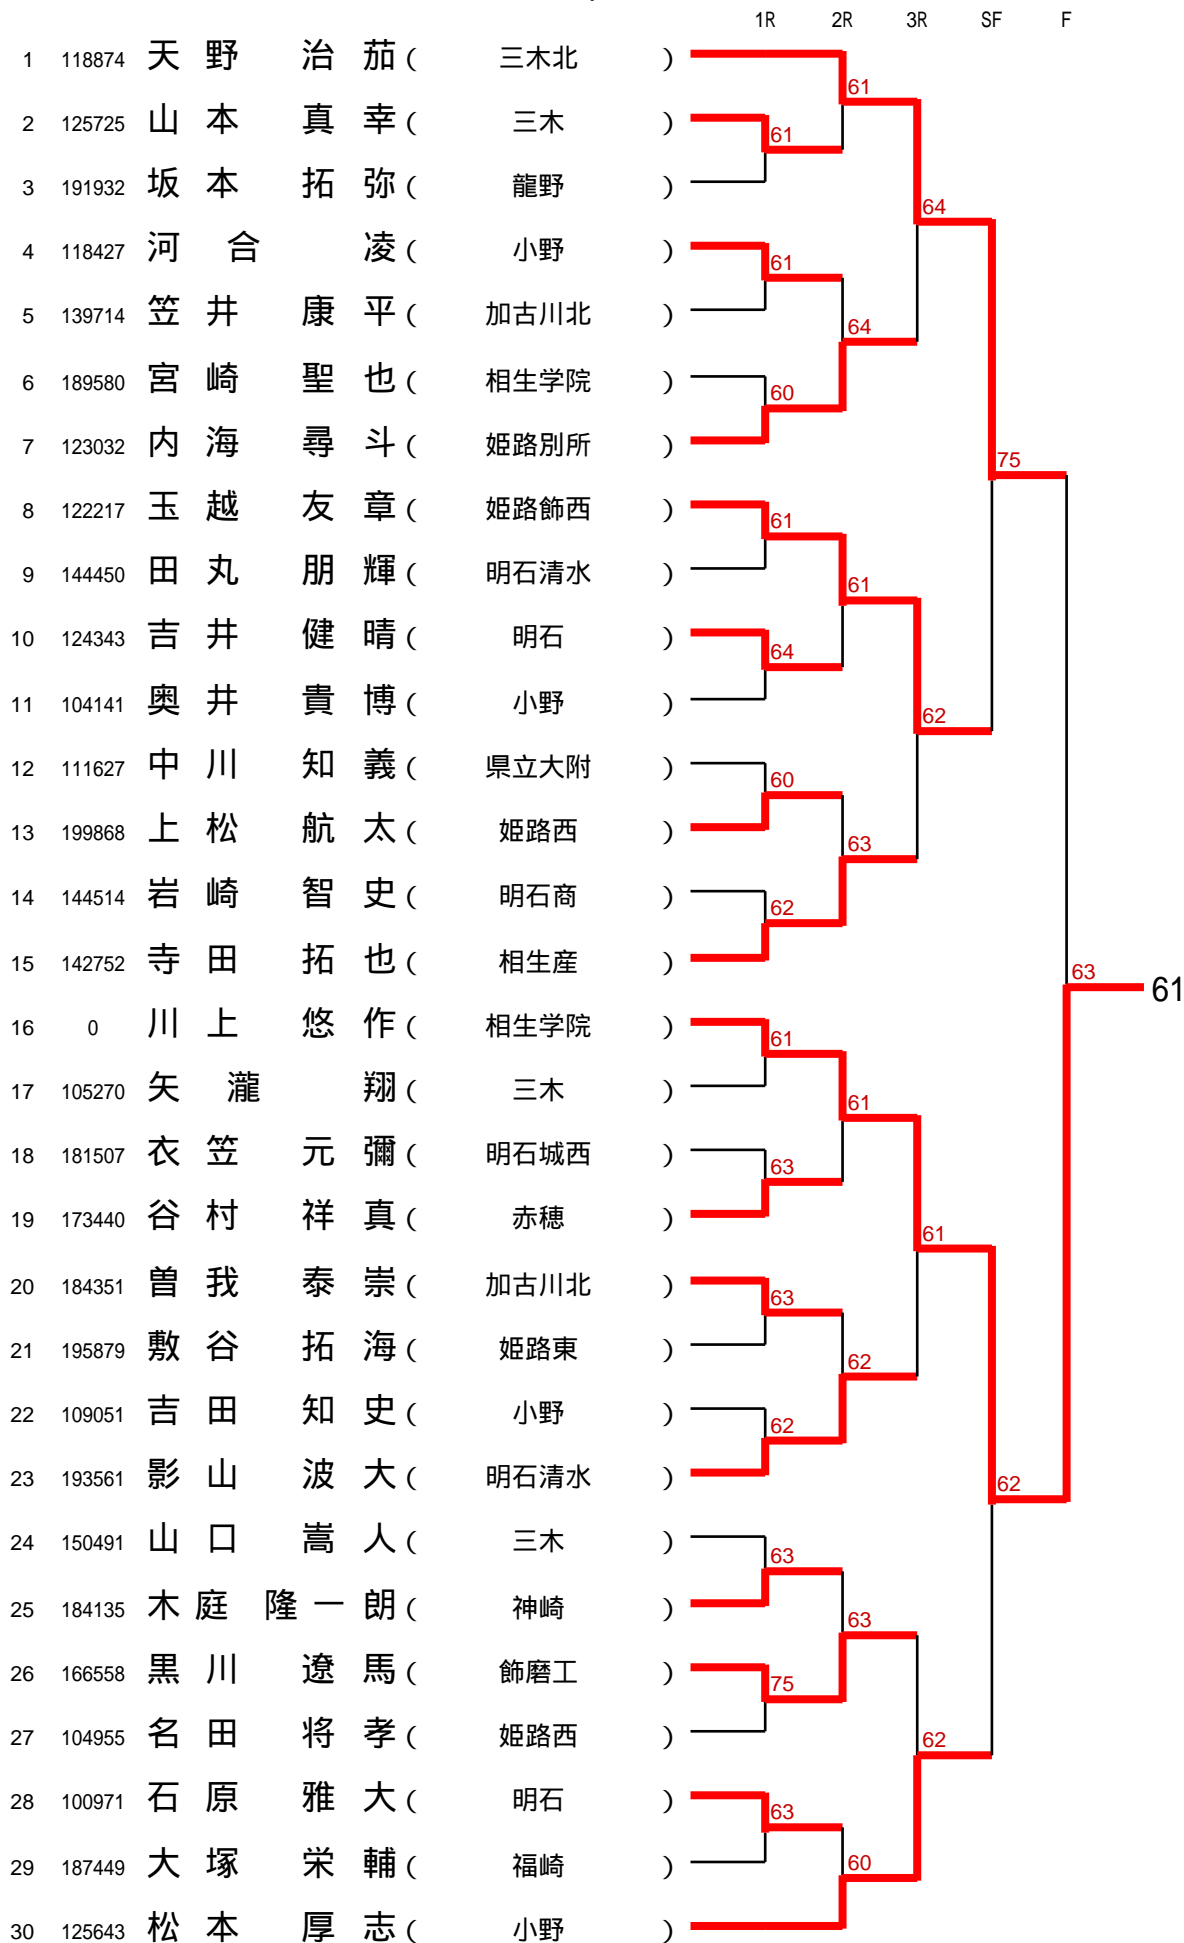 1R 2R 3R SF F
1 118874 天野 治茄 ( 三木北 )
61
2 125725 山本 真幸 ( 三木 )
61
3 191932 坂本 拓弥 ( 龍野 )
64
4 118427 河合 凌 ( 小野 )
61
5 139714 笠井 康平 ( 加古川北 )
64
6 189580 宮崎 聖也 ( 相生学院 )
60
7 123032 内海 尋斗 ( 姫路別所 )
75
8 122217 玉越 友章 ( 姫路飾西 )
61
9 144450 田丸 朋輝 ( 明石清水 )
61
10 124343 吉井 健晴 ( 明石 )
64
11 104141 奥井 貴博 ( 小野 )
62
12 111627 中川 知義 ( 県立大附 )
60
13 199868 上松 航太 ( 姫路西 )
63
14 144514 岩崎 智史 ( 明石商 )
62
15 142752 寺田 拓也 ( 相生産 )
63
61
16 0 川上 悠作 ( 相生学院 )
61
17 105270 矢瀧 翔 ( 三木 )
61
18 181507 衣笠 元彌 ( 明石城西 )
63
19 173440 谷村 祥真 ( 赤穂 )
61
20 184351 曽我 泰崇 ( 加古川北 )
63
21 195879 敷谷 拓海 ( 姫路東 )
62
22 109051 吉田 知史 ( 小野 )
62
23 193561 影山 波大 ( 明石清水 )
62
24 150491 山口 嵩人 ( 三木 )
63
25 184135 木庭 隆一朗 ( 神崎 )
63
26 166558 黒川 遼馬 ( 飾磨工 )
75
27 104955 名田 将孝 ( 姫路西 )
62
28 100971 石原 雅大 ( 明石 )
63
29 187449 大塚 栄輔 ( 福崎 )
60
30 125643 松本 厚志 ( 小野 )